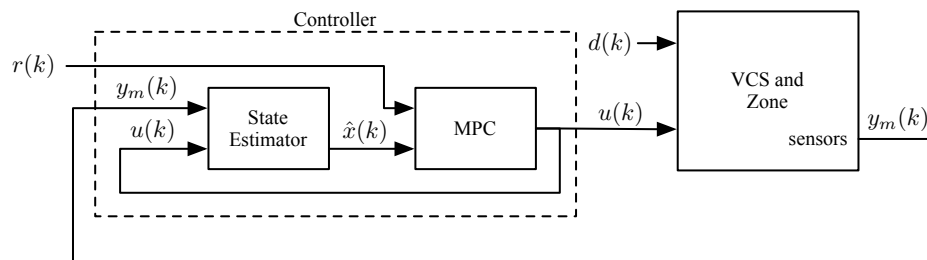 Controller
r(k)
y_m(k)
u(k)
State
Estimator
x̂(k)
MPC
u(k)
d(k)
VCS and
Zone
sensors
y_m(k)